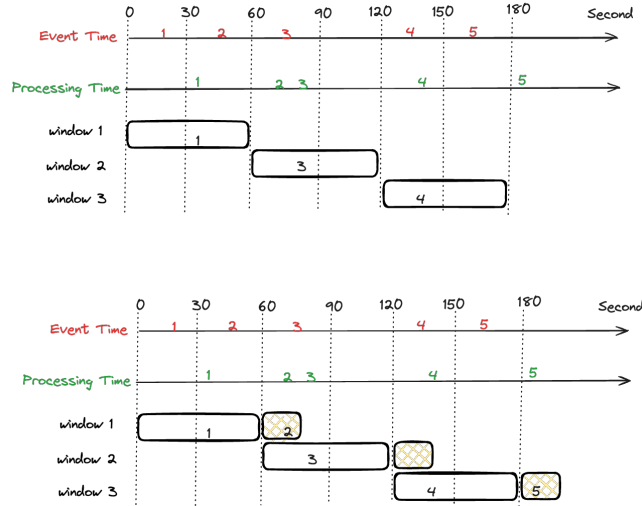 0 30 60 90 120 150 180 Second
Event Time 1 2 3 4 5
Processing Time 1 2 3 4 5
window 1 1
window 2 3
window 3 4
0 30 60 90 120 150 180 Second
Event Time 1 2 3 4 5
Processing Time 1 2 3 4 5
window 1 1 2
window 2 3
window 3 4 5